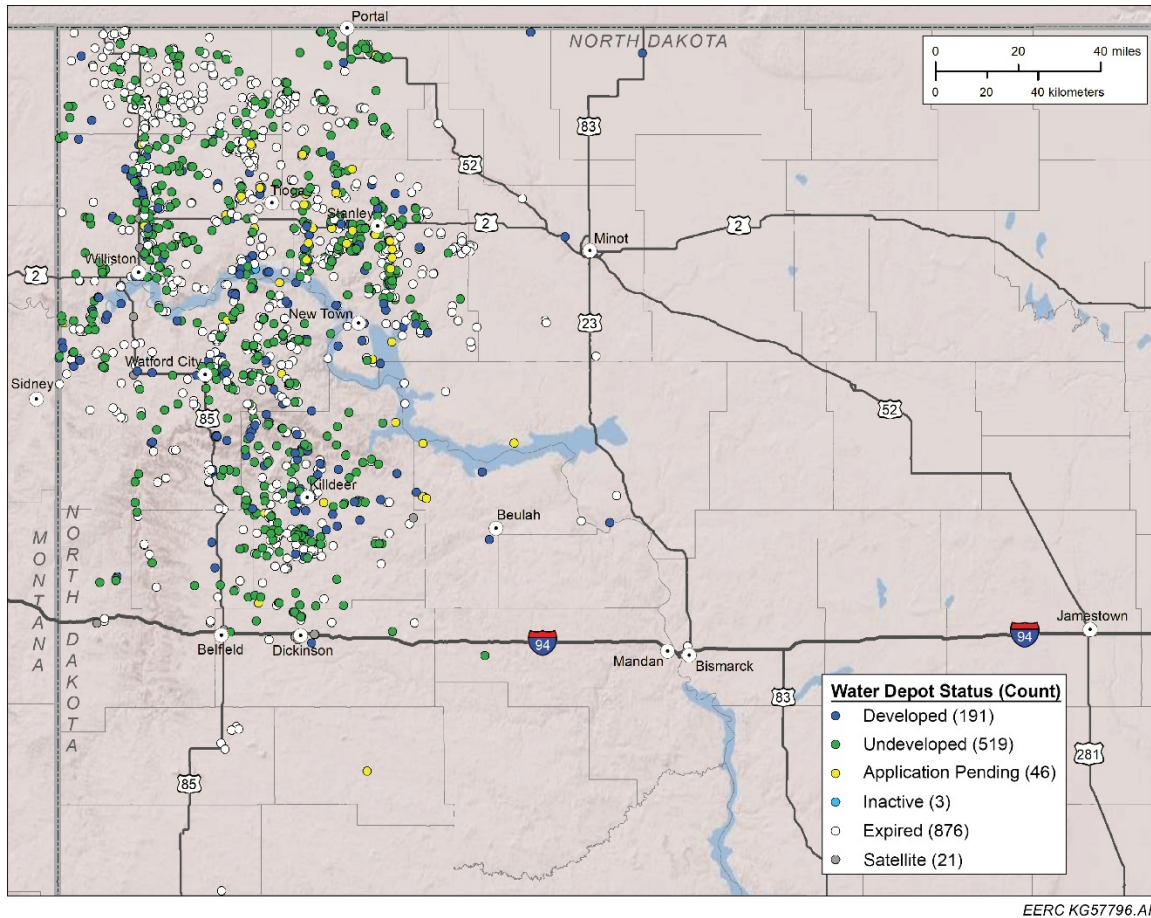 Portal
NORTH DAKOTA
0 20 40 miles
0 20 40 kilometers
83
52
Tioga
Stanley
2
2
Minot
Williston
2
New Town
23
Watford City
Sidney
85
52
Killdeer
Beulah
MONTANA
NORTH DAKOTA
Jamestown
94
94
Belfield
Dickinson
Mandan
Bismarck
83
85
281
Water Depot Status (Count)
Developed (191)
Undeveloped (519)
Application Pending (46)
Inactive (3)
Expired (876)
Satellite (21)
EERC KG57796.AI